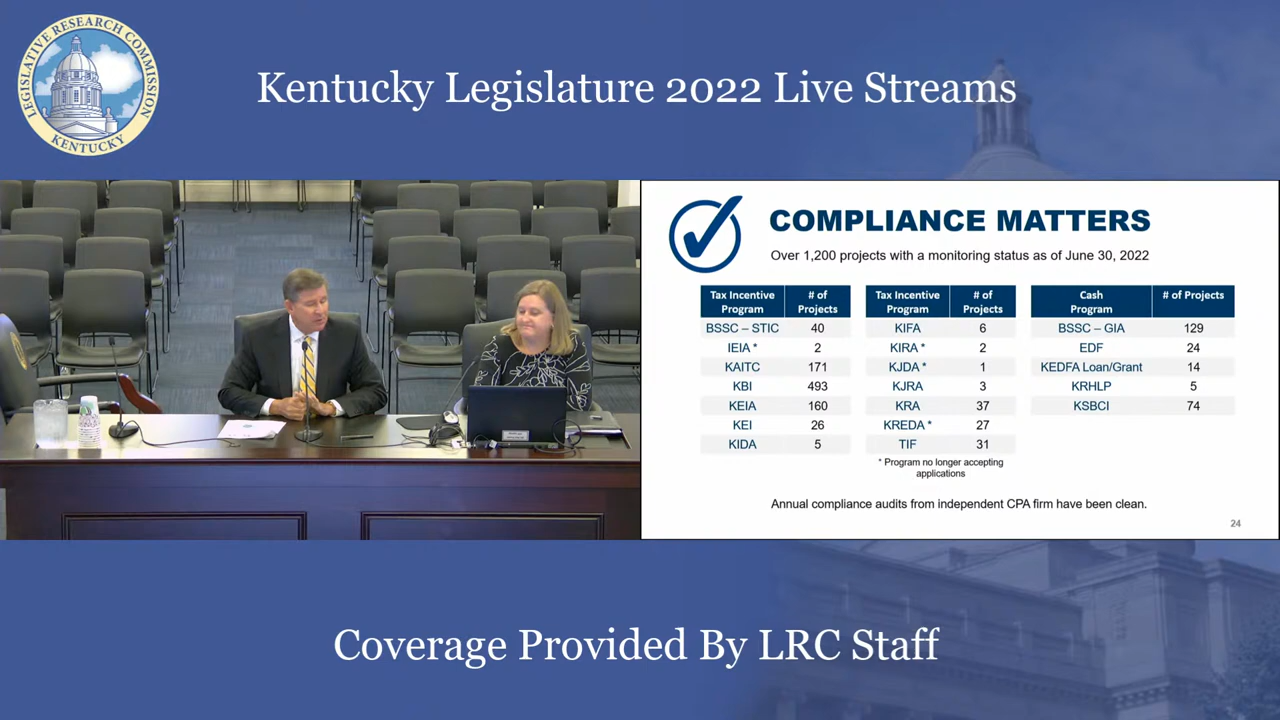 LEGISLATIVE RESEARCH COMMISSION
KENTUCKY
Kentucky Legislature 2022 Live Streams
COMPLIANCE MATTERS
Over 1,200 projects with a monitoring status as of June 30, 2022
Tax Incentive Program # of Projects
BSSC – STIC 40
IEIA * 2
KAITC 171
KBI 493
KEIA 160
KEI 26
KIDA 5
Tax Incentive Program # of Projects
KIFA 6
KIRA * 2
KJDA * 1
KJRA 3
KRA 37
KREDA * 27
TIF 31
* Program no longer accepting
applications
Cash Program # of Projects
BSSC – GIA 129
EDF 24
KEDFA Loan/Grant 14
KRHLP 5
KSBCI 74
Annual compliance audits from independent CPA firm have been clean.
24
Coverage Provided By LRC Staff